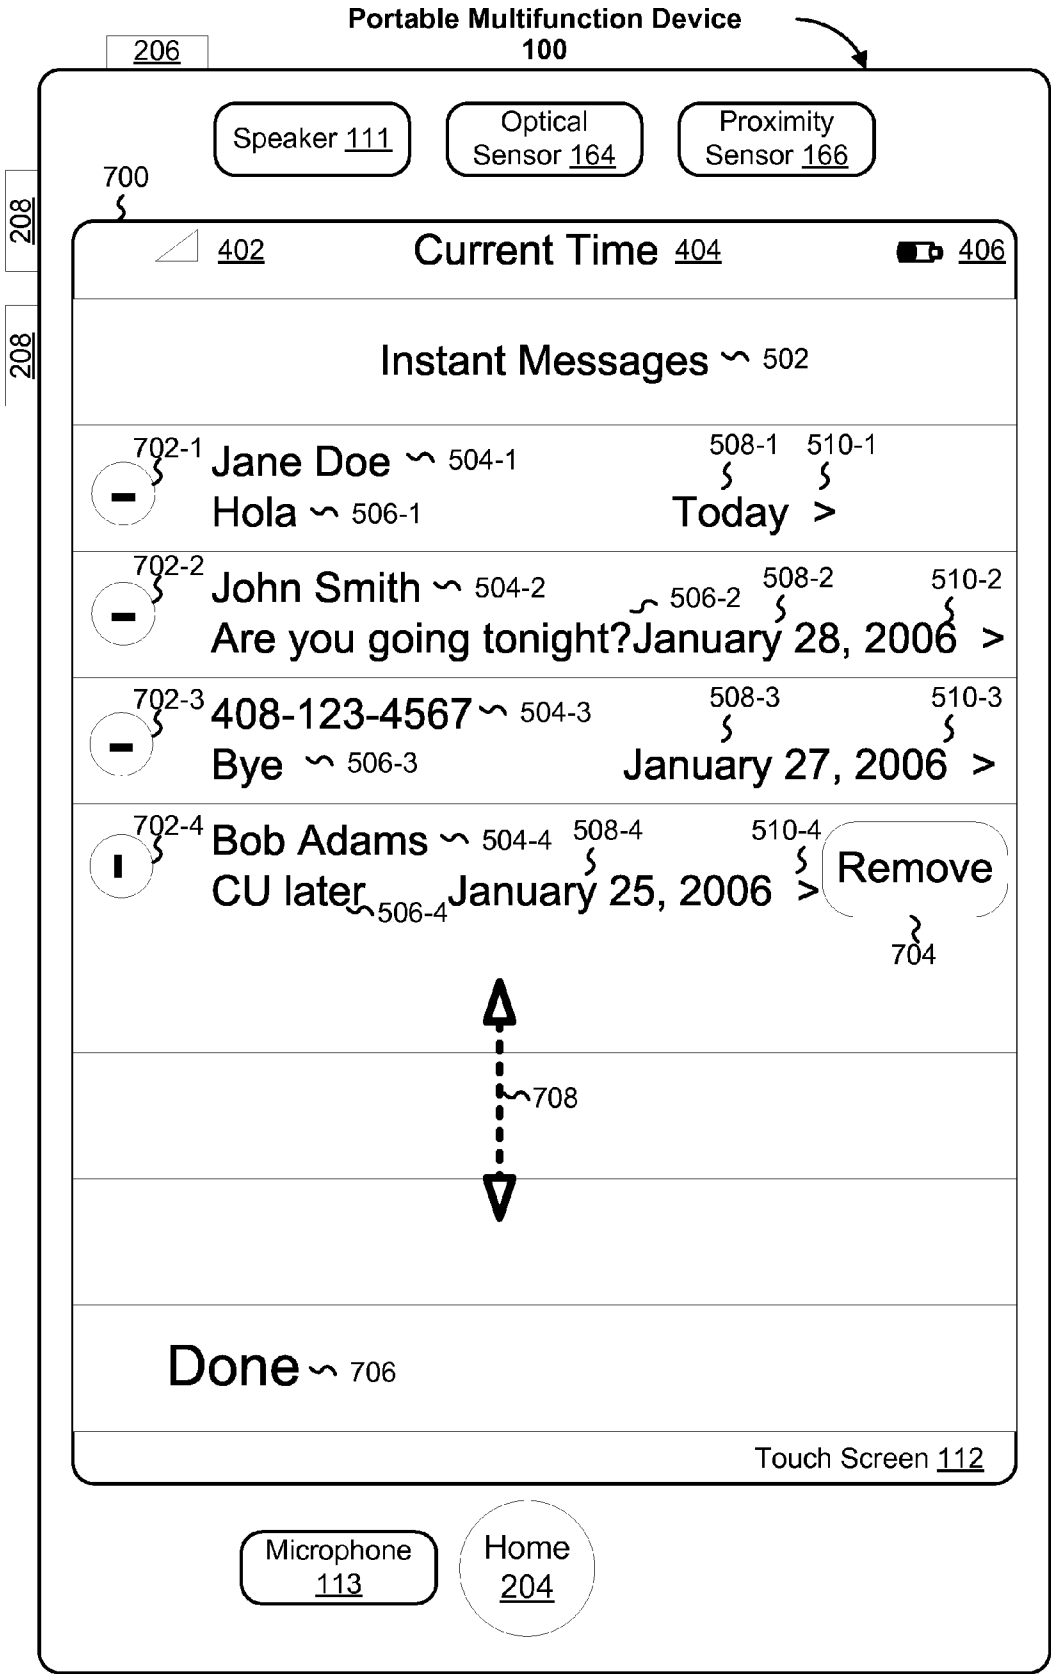 Portable Multifunction Device
100
206
Speaker 111
Optical
Sensor 164
Proximity
Sensor 166
700
208
208
402
Current Time 404
406
Instant Messages 502
702-1
Jane Doe 504-1
508-1
510-1
Hola 506-1
Today >
702-2
John Smith 504-2
506-2
508-2
510-2
Are you going tonight? January 28, 2006 >
702-3
408-123-4567 504-3
508-3
510-3
Bye 506-3
January 27, 2006 >
702-4
Bob Adams 504-4
508-4
510-4
Remove
CU later 506-4
January 25, 2006 >
704
708
Done 706
Touch Screen 112
Microphone
113
Home
204